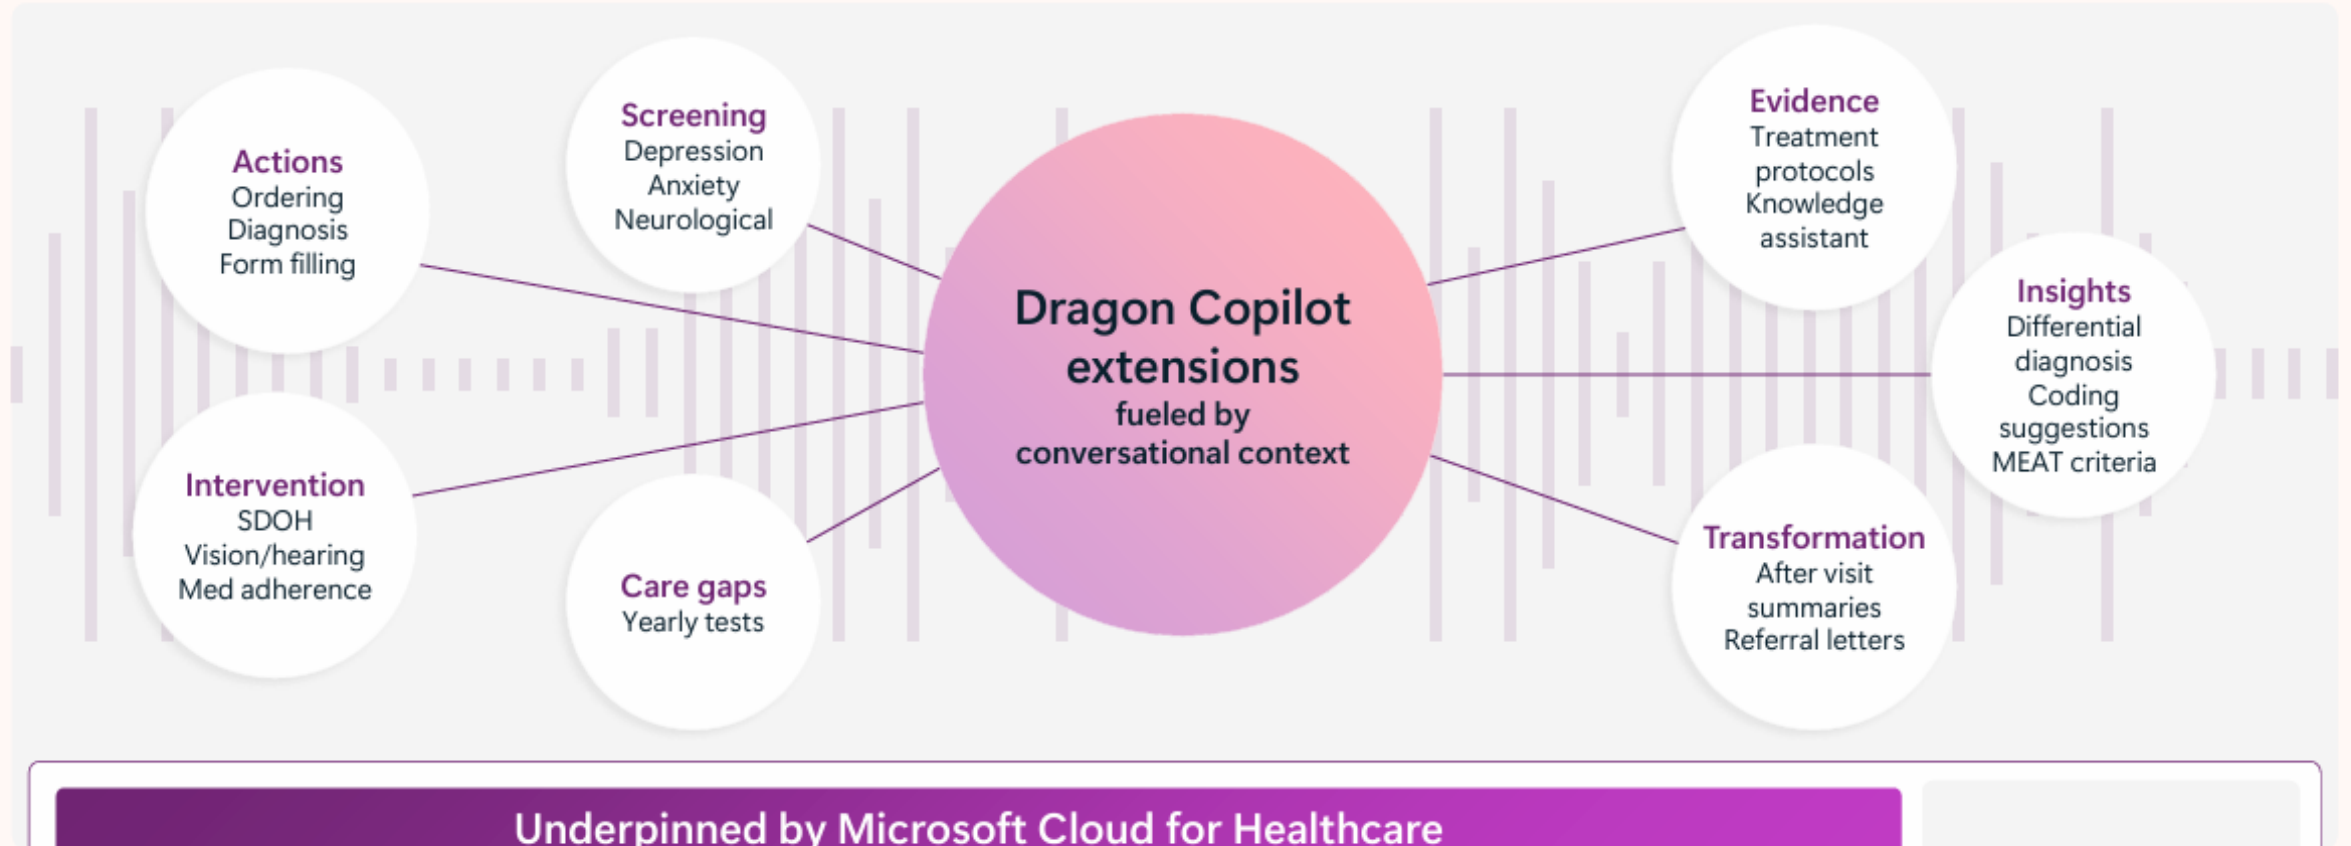 Actions
Ordering
Diagnosis
Form filling
Screening
Depression
Anxiety
Neurological
Intervention
SDOH
Vision/hearing
Med adherence
Care gaps
Yearly tests
Dragon Copilot
extensions
fueled by
conversational context
Evidence
Treatment
protocols
Knowledge
assistant
Insights
Differential
diagnosis
Coding
suggestions
MEAT criteria
Transformation
After visit
summaries
Referral letters
Underpinned by Microsoft Cloud for Healthcare